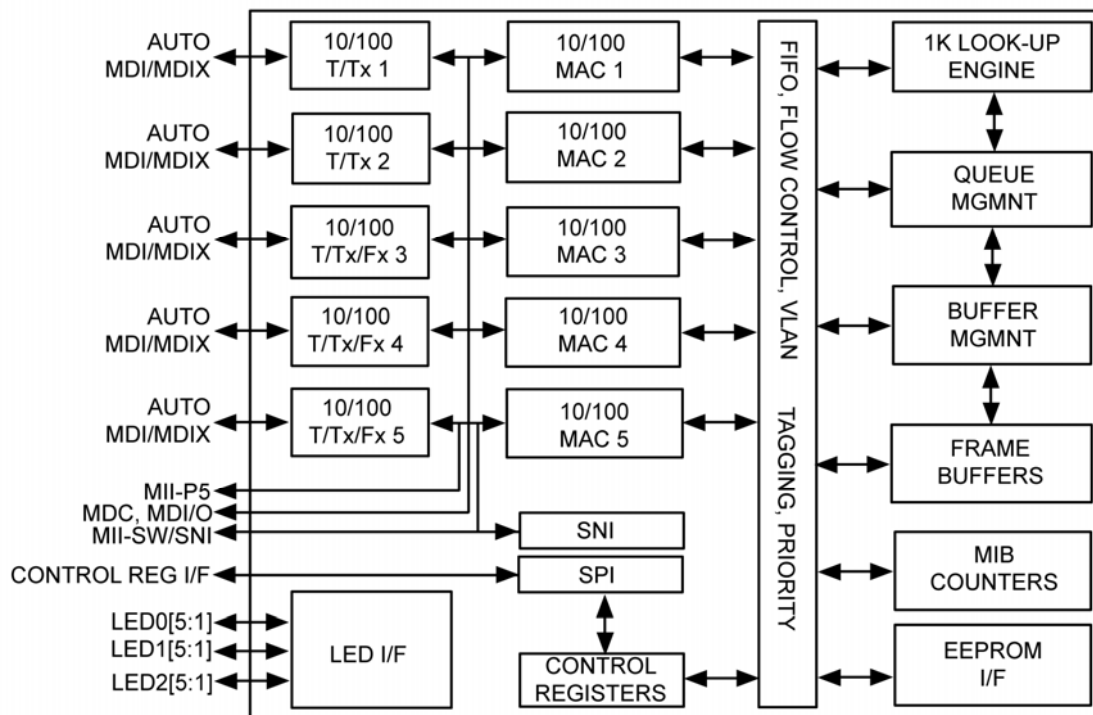 AUTO
MDI/MDIX
10/100
T/Tx 1
10/100
MAC 1
1K LOOK-UP
ENGINE
AUTO
MDI/MDIX
10/100
T/Tx 2
10/100
MAC 2
QUEUE
MGMNT
AUTO
MDI/MDIX
10/100
T/Tx/Fx 3
10/100
MAC 3
AUTO
MDI/MDIX
10/100
T/Tx/Fx 4
10/100
MAC 4
BUFFER
MGMNT
AUTO
MDI/MDIX
10/100
T/Tx/Fx 5
10/100
MAC 5
FRAME
BUFFERS
FIFO, FLOW CONTROL, VLAN TAGGING, PRIORITY
MII-P5
MDC, MDI/O
MII-SW/SNI
SNI
CONTROL REG I/F
SPI
MIB
COUNTERS
LED0[5:1]
LED1[5:1]
LED2[5:1]
LED I/F
CONTROL
REGISTERS
EEPROM
I/F